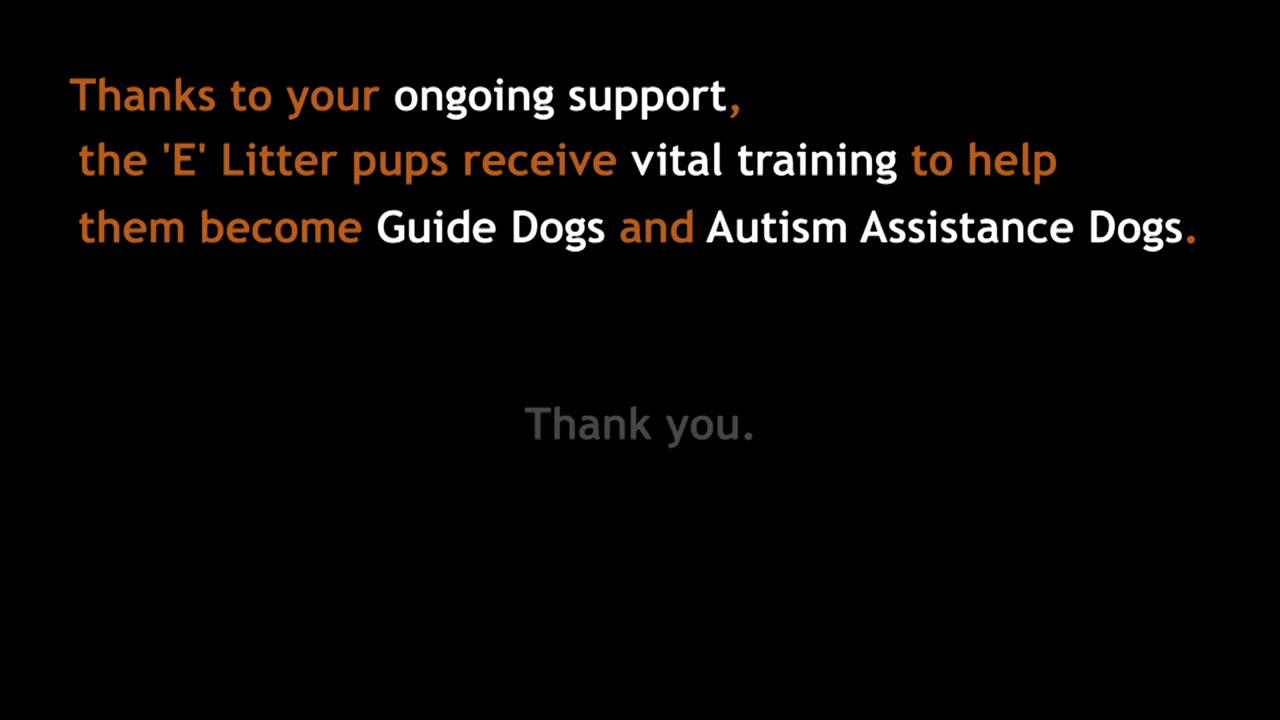 Thanks to your ongoing support,
the 'E' Litter pups receive vital training to help
them become Guide Dogs and Autism Assistance Dogs.
Thank you.